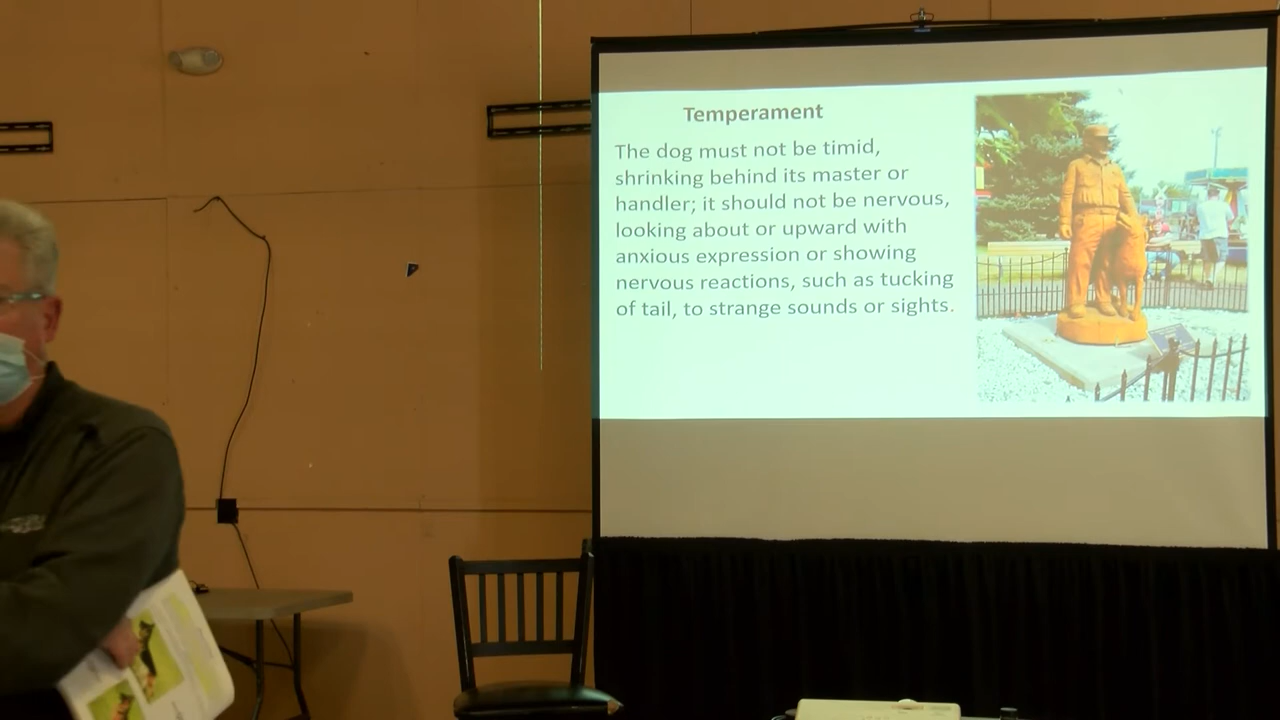 Temperament
The dog must not be timid,
shrinking behind its master or
handler; it should not be nervous,
looking about or upward with
anxious expression or showing
nervous reactions, such as tucking
of tail, to strange sounds or sights.